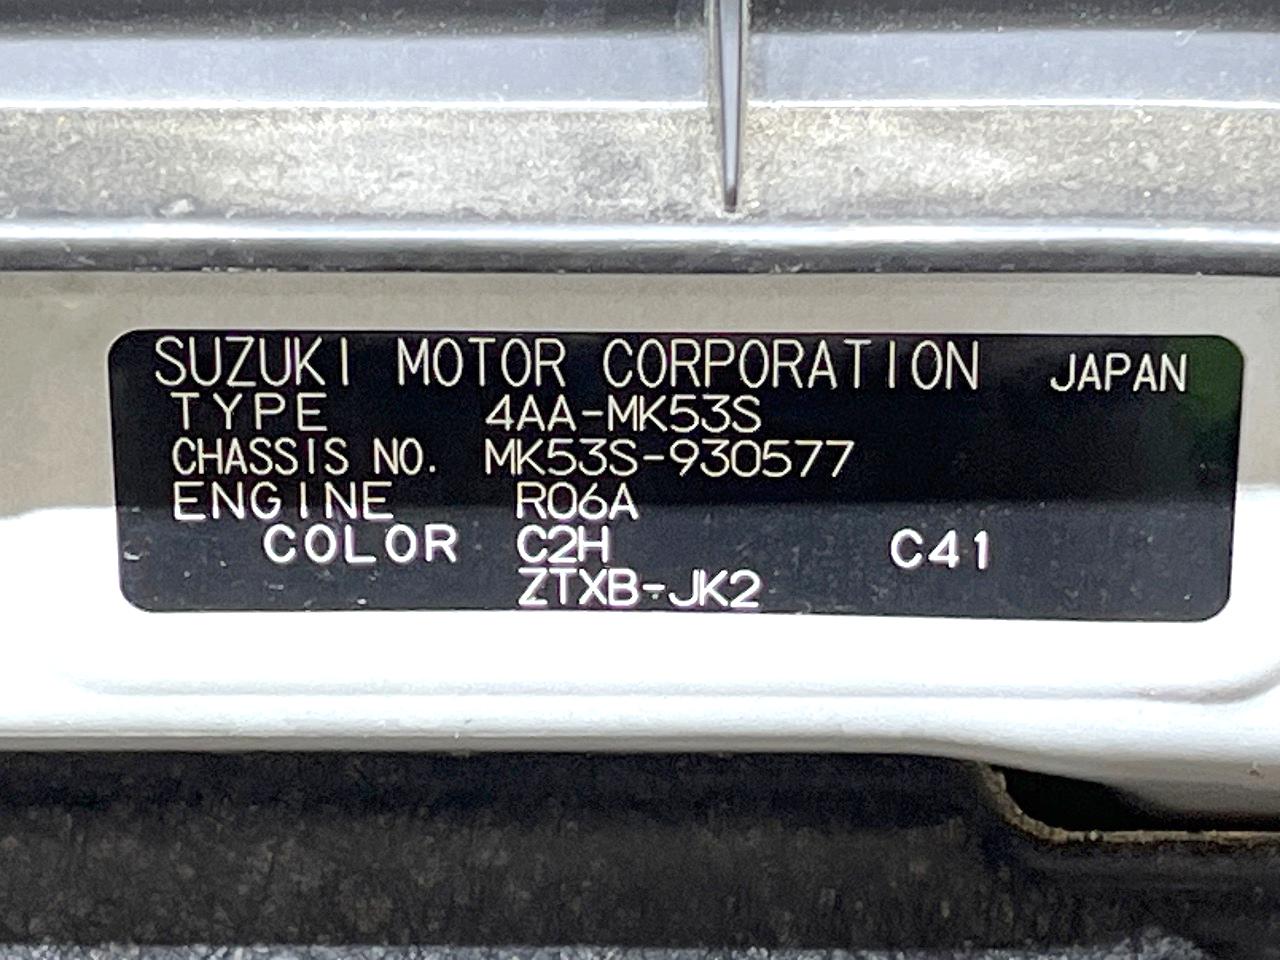 SUZUKI MOTOR CORPORATION JAPAN
TYPE 4AA-MK53S
CHASSIS NO. MK53S-930577
ENGINE R06A
COLOR C2H C41
ZTXB-JK2